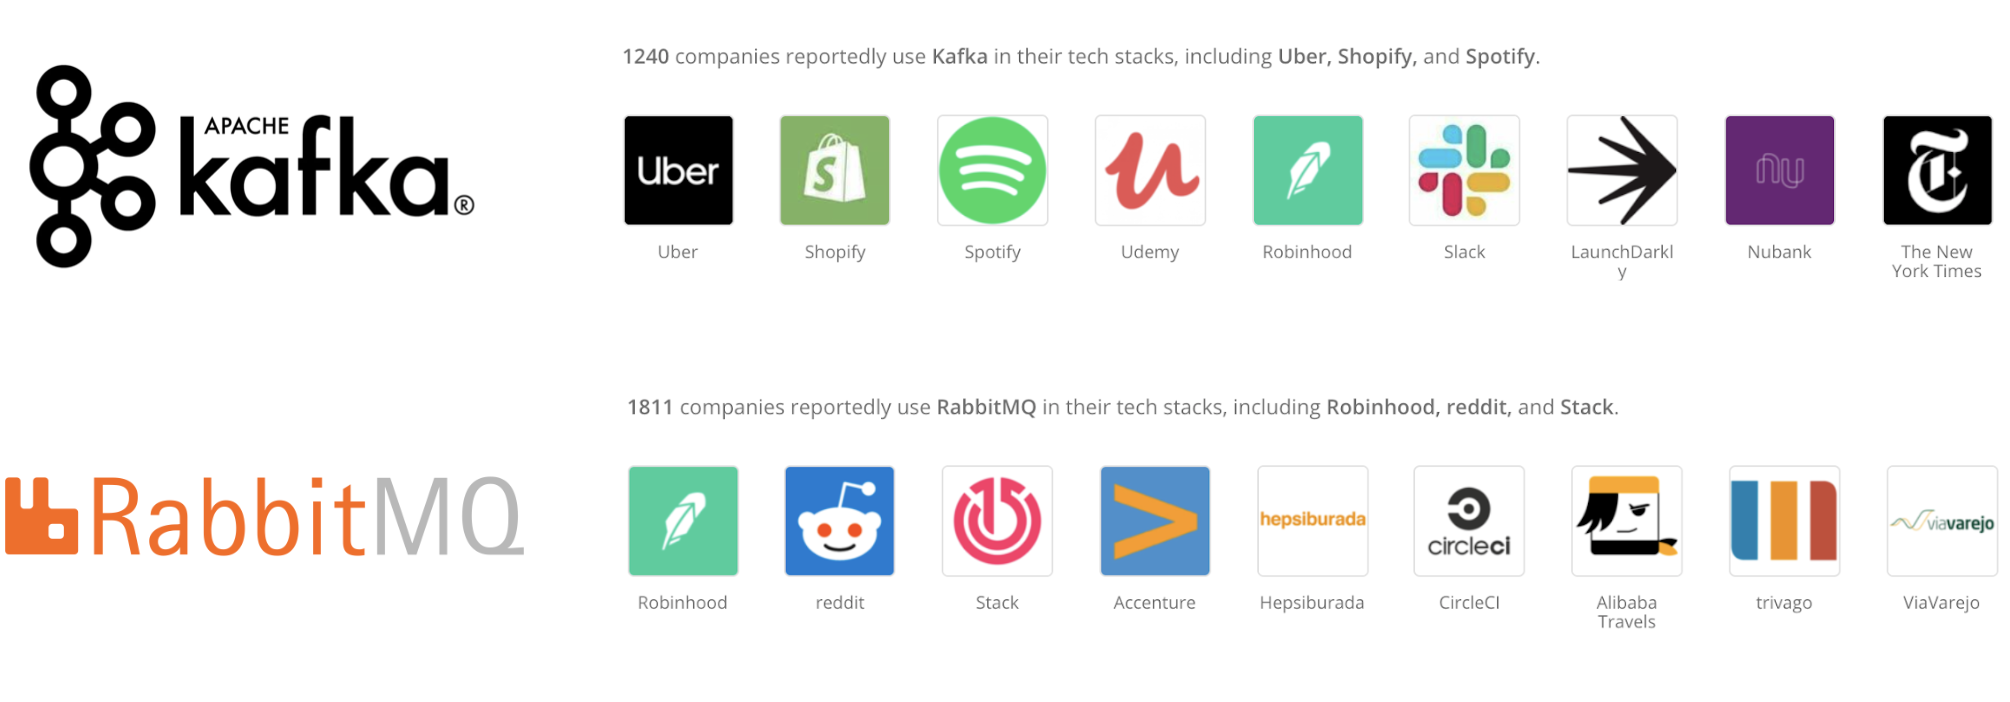 1240 companies reportedly use Kafka in their tech stacks, including Uber, Shopify, and Spotify.
APACHE
kafka®
Uber
S
nu
T
Uber
Shopify
Spotify
Udemy
Robinhood
Slack
LaunchDarkl
y
Nubank
The New
York Times
1811 companies reportedly use RabbitMQ in their tech stacks, including Robinhood, reddit, and Stack.
RabbitMQ
hepsiburada
circleci
viavarejo
Robinhood
reddit
Stack
Accenture
Hepsiburada
CircleCI
Alibaba
Travels
trivago
ViaVarejo